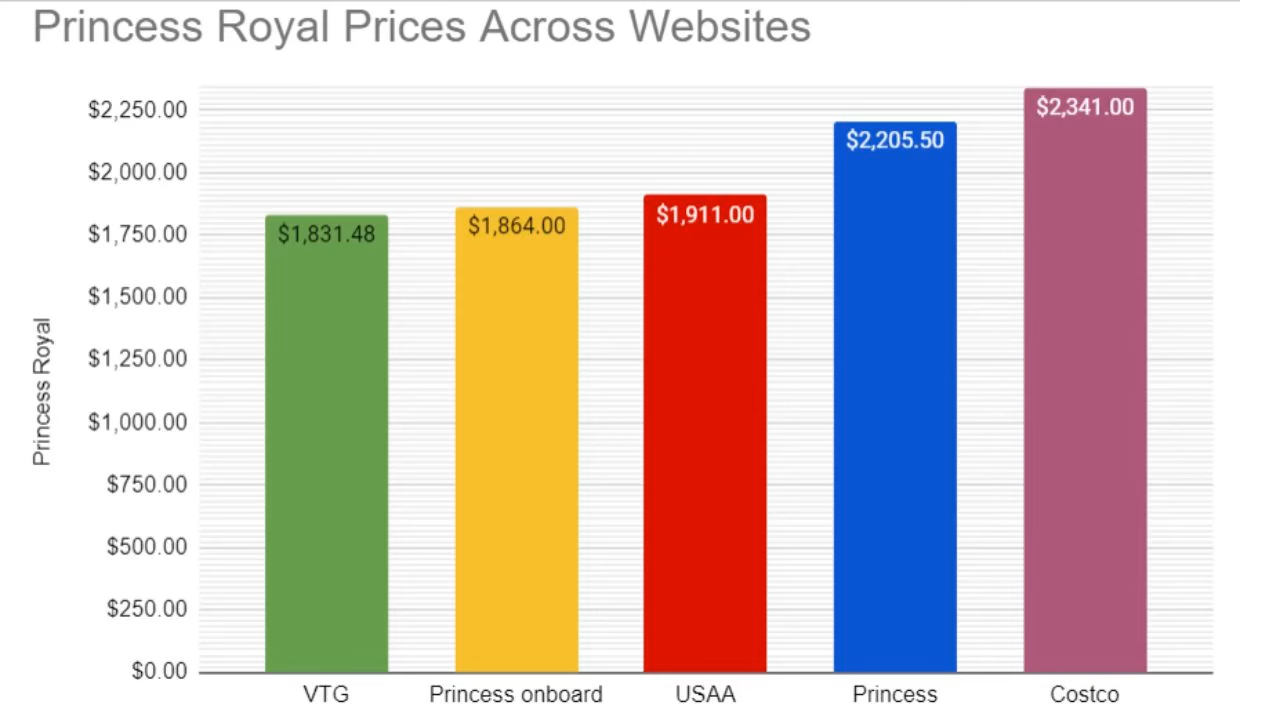 Princess Royal Prices Across Websites
$2,250.00
$2,000.00
$1,750.00
$1,500.00
$1,250.00
$1,000.00
$750.00
$500.00
$250.00
$0.00
Princess Royal
$1,831.48
$1,864.00
$1,911.00
$2,205.50
$2,341.00
VTG
Princess onboard
USAA
Princess
Costco